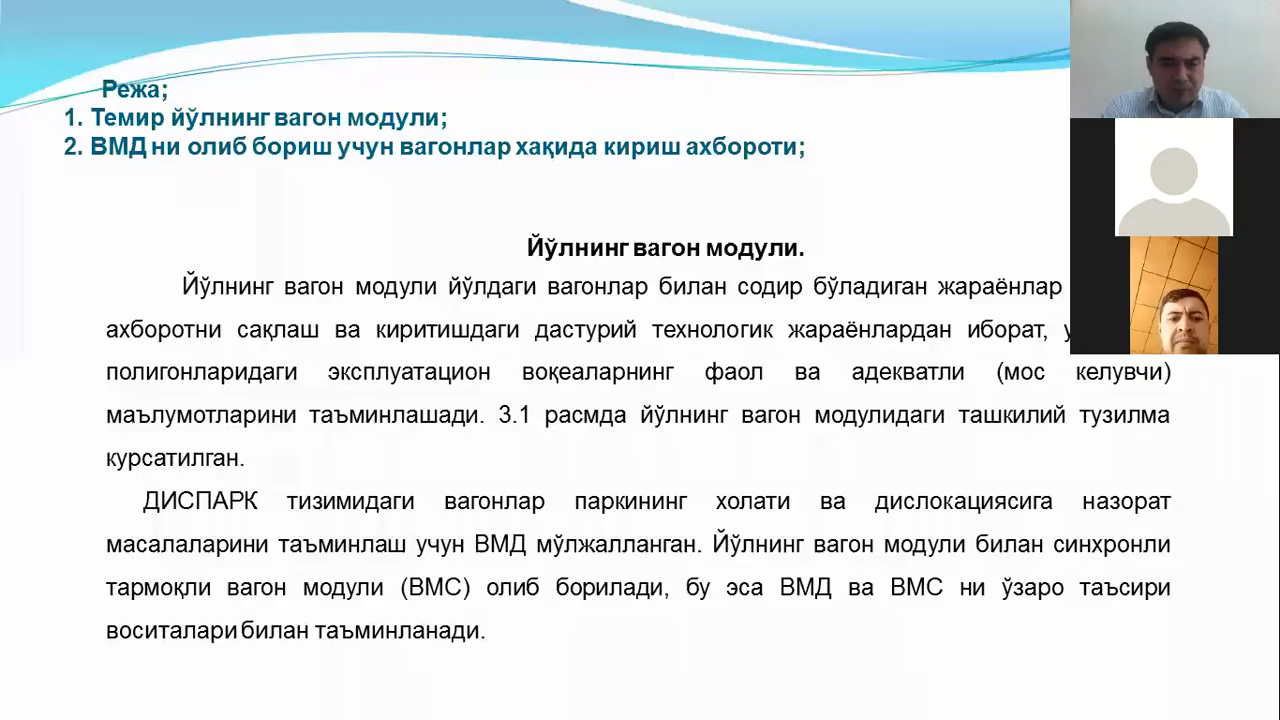 Режа;
1. Темир йўлнинг вагон модули;
2. ВМД ни олиб бориш учун вагонлар хақида кириш ахбороти;
Йўлнинг вагон модули.
Йўлнинг вагон модули йўлдаги вагонлар билан содир бўладиган жараёнлар
ахборотни сақлаш ва киритишдаги дастурий технологик жараёнлардан иборат,
полигонларидаги эксплуатацион воқеаларнинг фаол ва адекватли (мос келувчи)
маълумотларини таъминлашади. 3.1 расмда йўлнинг вагон модулидаги ташкилий тузилма
курсатилган.
ДИСПАРК тизимидаги вагонлар паркининг холати ва дислокациясига назорат
масалаларини таъминлаш учун ВМД мўлжалланган. Йўлнинг вагон модули билан синхронли
тармоқли вагон модули (ВМС) олиб борилади, бу эса ВМД ва ВМС ни ўзаро таъсири
воситалари билан таъминланади.